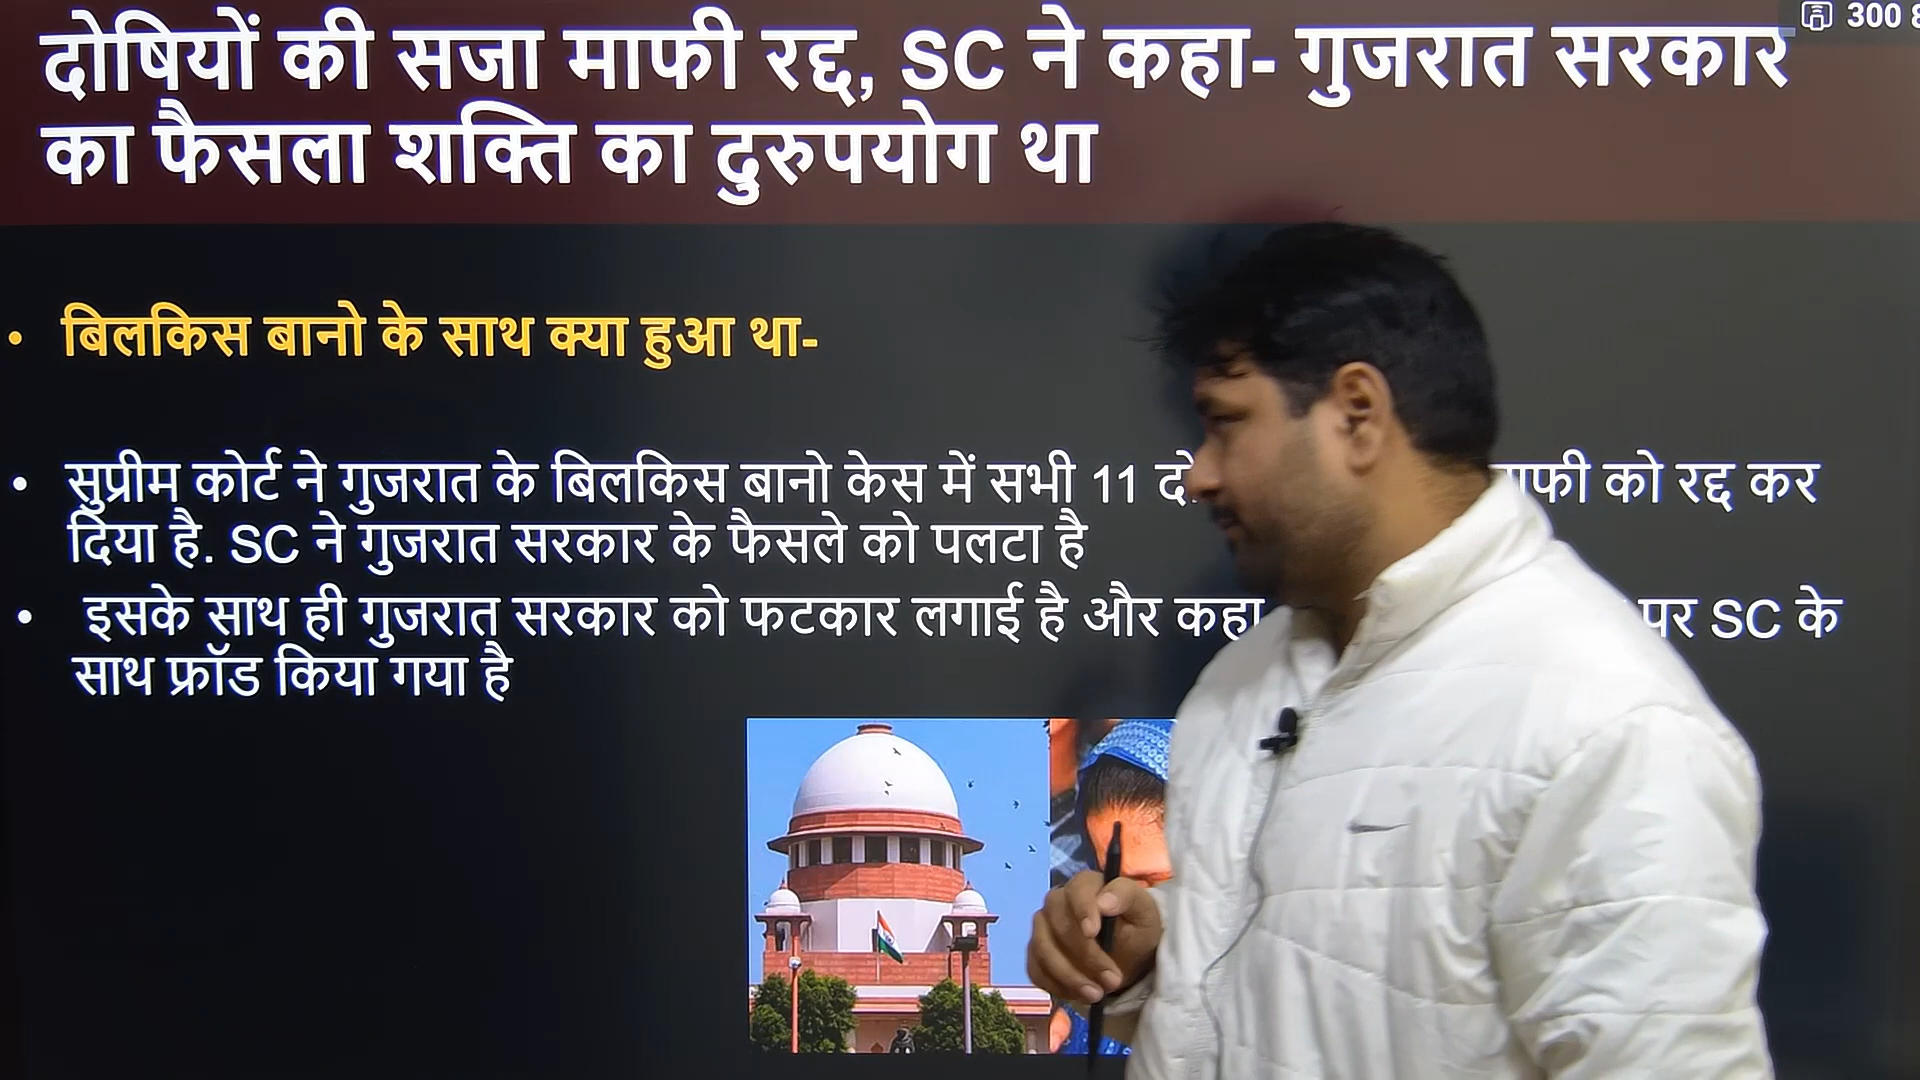 दोषियों की सजा माफी रद्द, SC ने कहा- गुजरात सरकार
का फैसला शक्ति का दुरुपयोग था
300
• बिलकिस बानो के साथ क्या हुआ था-
• सुप्रीम कोर्ट ने गुजरात के बिलकिस बानो केस में सभी 11 को रद्द कर
दिया है. SC ने गुजरात सरकार के फैसले को पलटा है
• इसके साथ ही गुजरात सरकार को फटकार लगाई है और कहा पर SC के
साथ फ्रॉड किया गया है